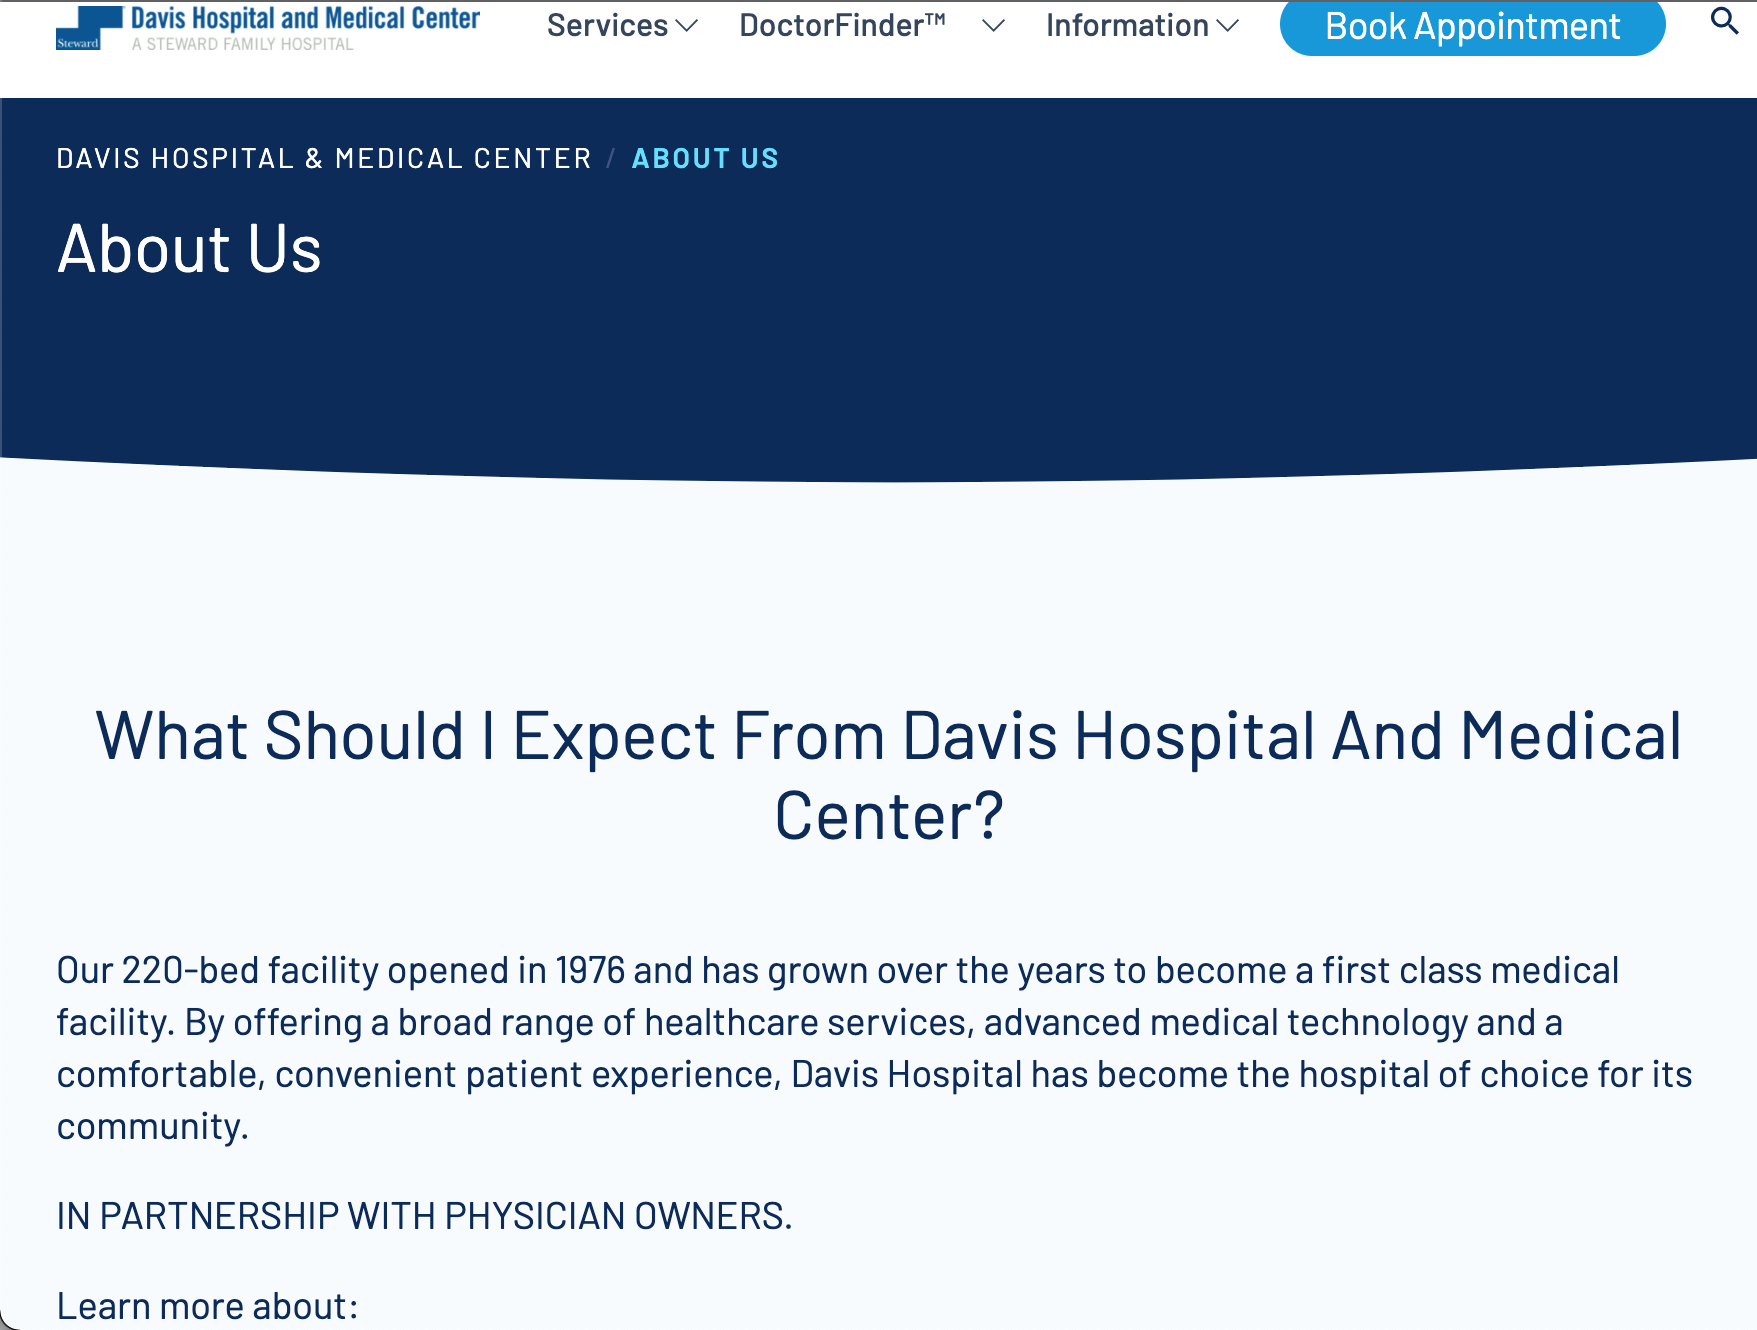 Davis Hospital and Medical Center
Steward
A STEWARD FAMILY HOSPITAL
Services
DoctorFinder™
Information
Book Appointment
DAVIS HOSPITAL & MEDICAL CENTER / ABOUT US
About Us
What Should I Expect From Davis Hospital And Medical
Center?
Our 220-bed facility opened in 1976 and has grown over the years to become a first class medical
facility. By offering a broad range of healthcare services, advanced medical technology and a
comfortable, convenient patient experience, Davis Hospital has become the hospital of choice for its
community.
IN PARTNERSHIP WITH PHYSICIAN OWNERS.
Learn more about: